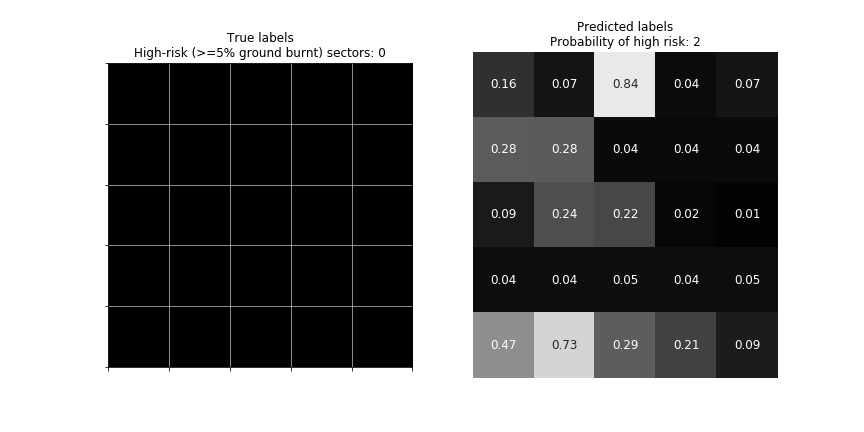 True labels
High-risk (>=5% ground burnt) sectors: 0
Predicted labels
Probability of high risk: 2
0.16 0.07 0.84 0.04 0.07
0.28 0.28 0.04 0.04 0.04
0.09 0.24 0.22 0.02 0.01
0.04 0.04 0.05 0.04 0.05
0.47 0.73 0.29 0.21 0.09